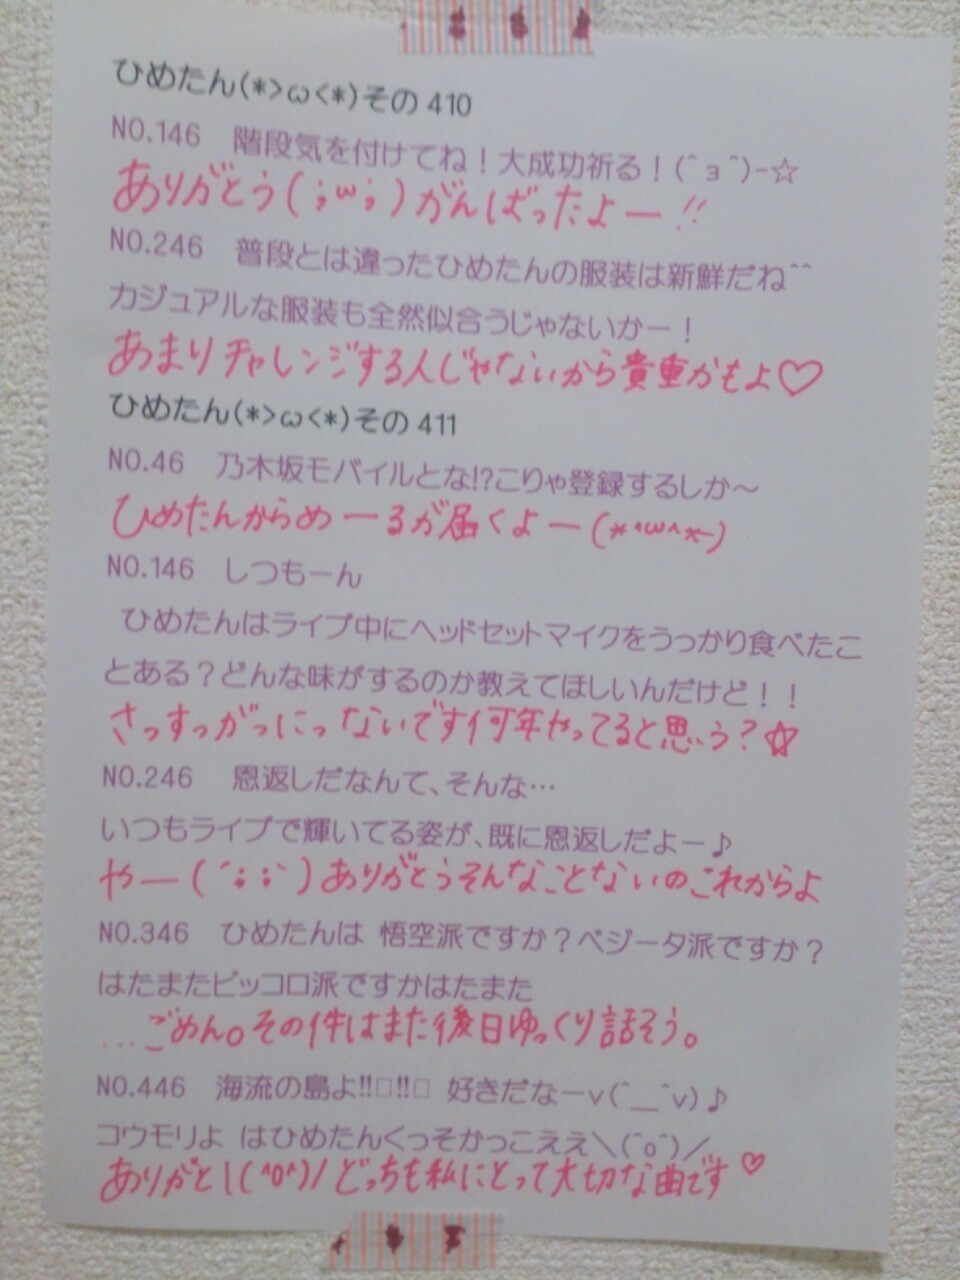 ひめたん(*>ω<*)その410
NO.146　階段気を付けてね！大成功祈る！(＾з＾)-☆
ありがとう(；w；)がんばったよー!!
NO.246　普段とは違ったひめたんの服装は新鮮だね^^
カジュアルな服装も全然似合うじゃないかー！
あまりチャレンジする人じゃないから貴重かもよ♡
ひめたん(*>ω<*)その411
NO.46　乃木坂モバイルとな!?こりゃ登録するしか～
ひめたんからめーるが届くよー(*^ω^*)
NO.146　しつもーん
ひめたんはライブ中にヘッドセットマイクをうっかり食べたこ
とある？どんな味がするのか教えてほしいんだけど！！
さっすっがっにっないです何年やってると思う？☆
NO.246　恩返しだなんて、そんな…
いつもライブで輝いてる姿が、既に恩返しだよー♪
やー(´；；｀)ありがとうそんなことないのこれからよ
NO.346　ひめたんは 悟空派ですか？ベジータ派ですか？
はたまたピッコロ派ですかはたまた
…ごめん。その件はまた後日ゆっくり話そう。
NO.446　海流の島よ!!□!!□ 好きだなーv(＾＿＾v)♪
コウモリよ はひめたんくっそかっこええ＼(＾o＾)／
ありがと\(^o^)/どっちも私にとって大切な曲です♡